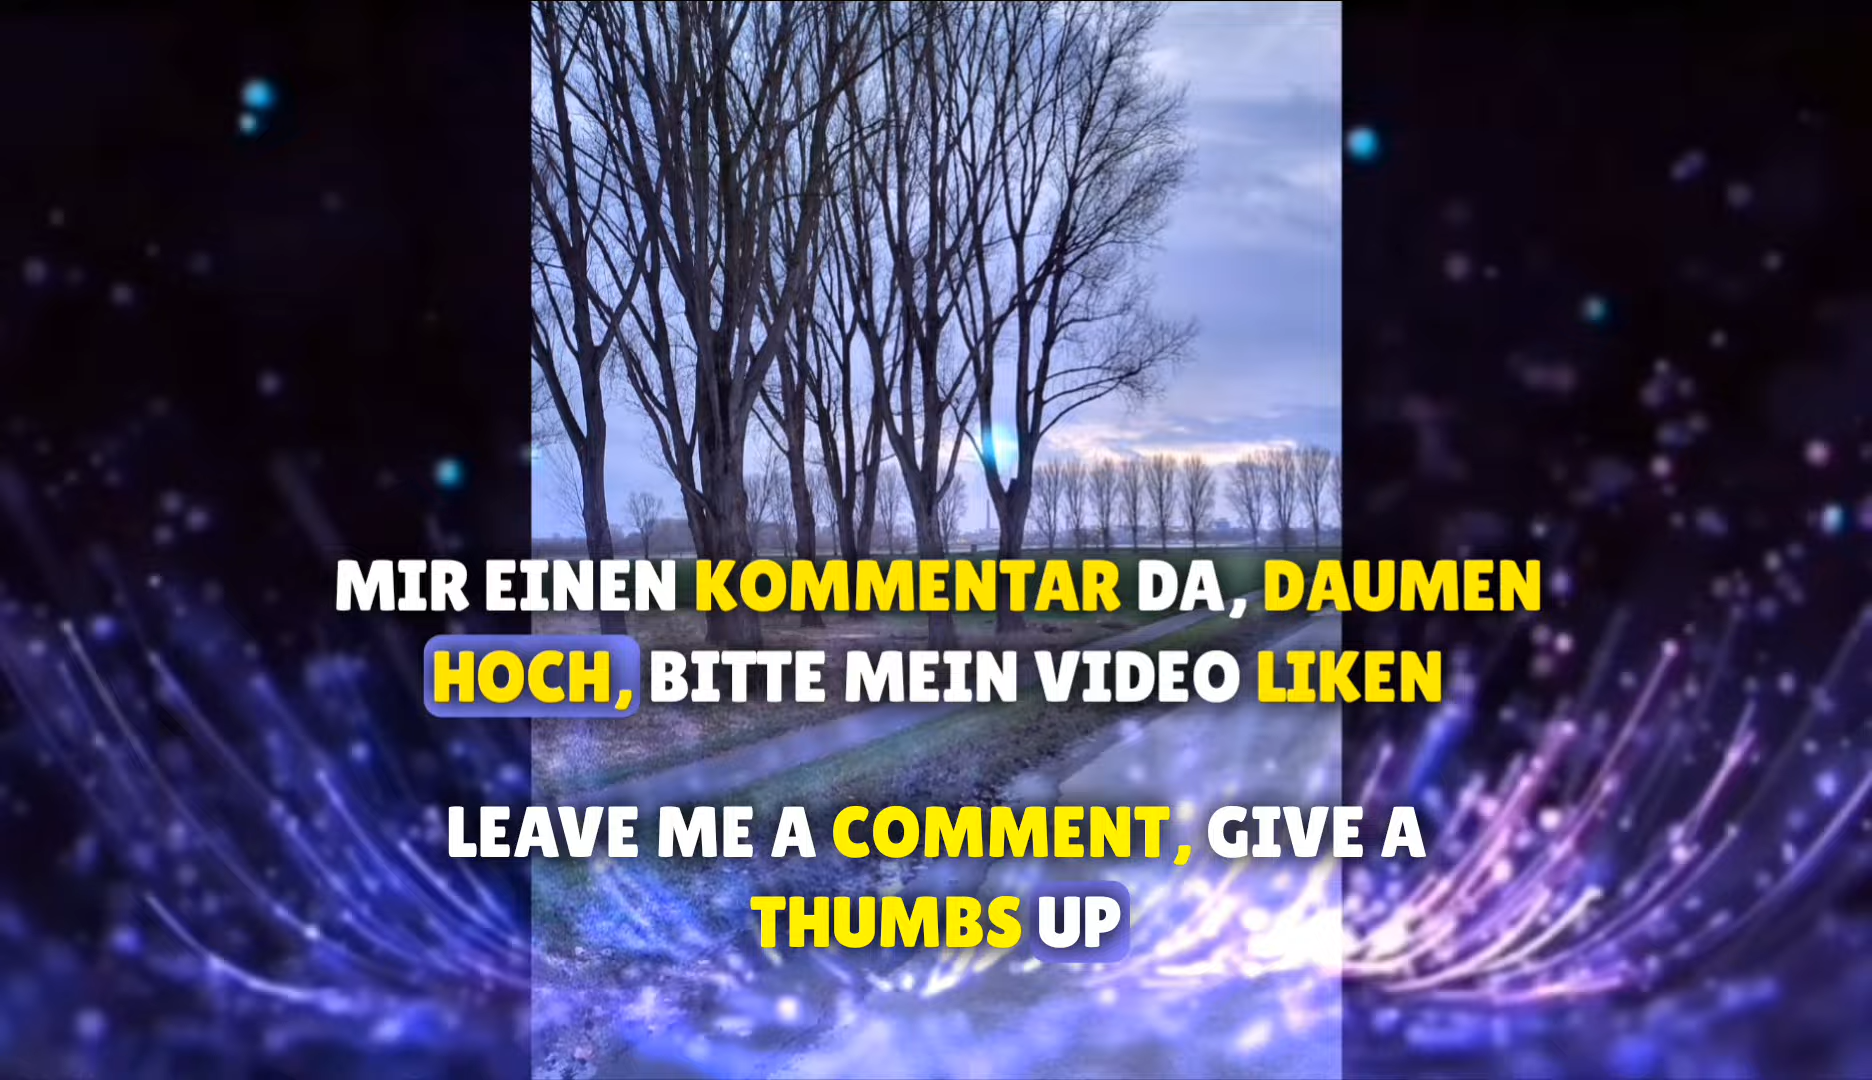 MIR EINEN KOMMENTAR DA, DAUMEN
HOCH, BITTE MEIN VIDEO LIKEN
LEAVE ME A COMMENT, GIVE A
THUMBS UP